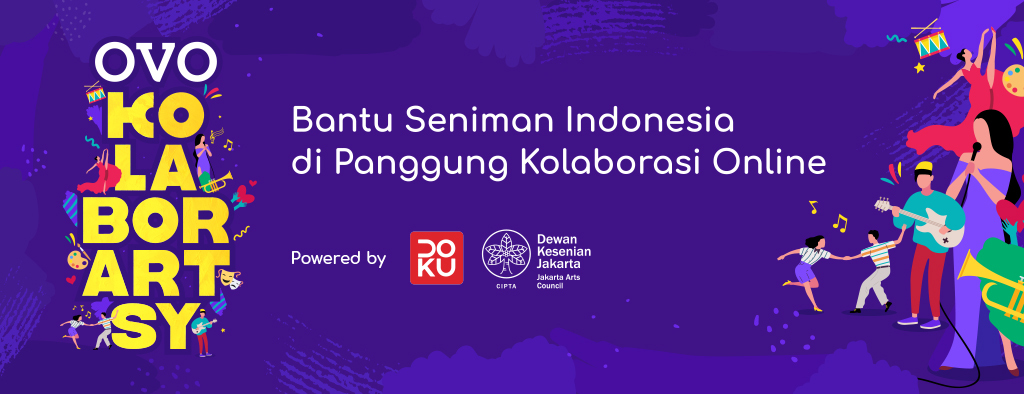 OVO
KO
LA
BOR
ART
SY
Bantu Seniman Indonesia
di Panggung Kolaborasi Online
Powered by
DO
KU
CIPTA
Dewan
Kesenian
Jakarta
Jakarta Arts
Council